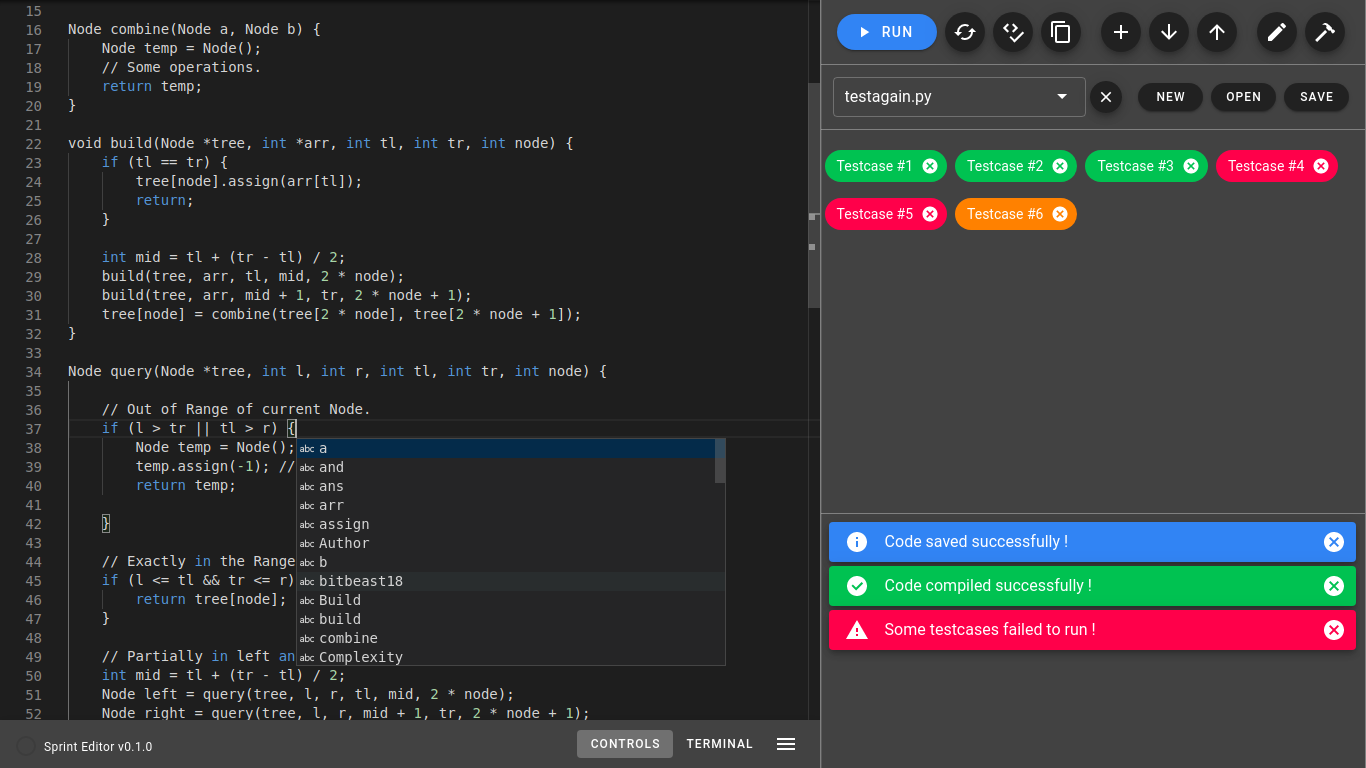 15
16 Node combine(Node a, Node b) {
17     Node temp = Node();
18     // Some operations.
19     return temp;
20 }
21
22 void build(Node *tree, int *arr, int tl, int tr, int node) {
23     if (tl == tr) {
24         tree[node].assign(arr[tl]);
25         return;
26     }
27
28     int mid = tl + (tr - tl) / 2;
29     build(tree, arr, tl, mid, 2 * node);
30     build(tree, arr, mid + 1, tr, 2 * node + 1);
31     tree[node] = combine(tree[2 * node], tree[2 * node + 1]);
32 }
33
34 Node query(Node *tree, int l, int r, int tl, int tr, int node) {
35
36     // Out of Range of current Node.
37     if (l > tr || tl > r) {
38         Node temp = Node();
39         temp.assign(-1); //
40         return temp;
41
42     }
43
44     // Exactly in the Range
45     if (l <= tl && tr <= r)
46         return tree[node];
47     }
48
49     // Partially in left an
50     int mid = tl + (tr - tl) / 2;
51     Node left = query(tree, l, r, tl, mid, 2 * node);
52     Node right = query(tree, l, r, mid + 1, tr, 2 * node + 1);
abc a
abc and
abc ans
abc arr
abc assign
abc Author
abc b
abc bitbeast18
abc Build
abc build
abc combine
abc Complexity
Sprint Editor v0.1.0
CONTROLS
TERMINAL
RUN
testagain.py
NEW
OPEN
SAVE
Testcase #1
Testcase #2
Testcase #3
Testcase #4
Testcase #5
Testcase #6
Code saved successfully !
Code compiled successfully !
Some testcases failed to run !